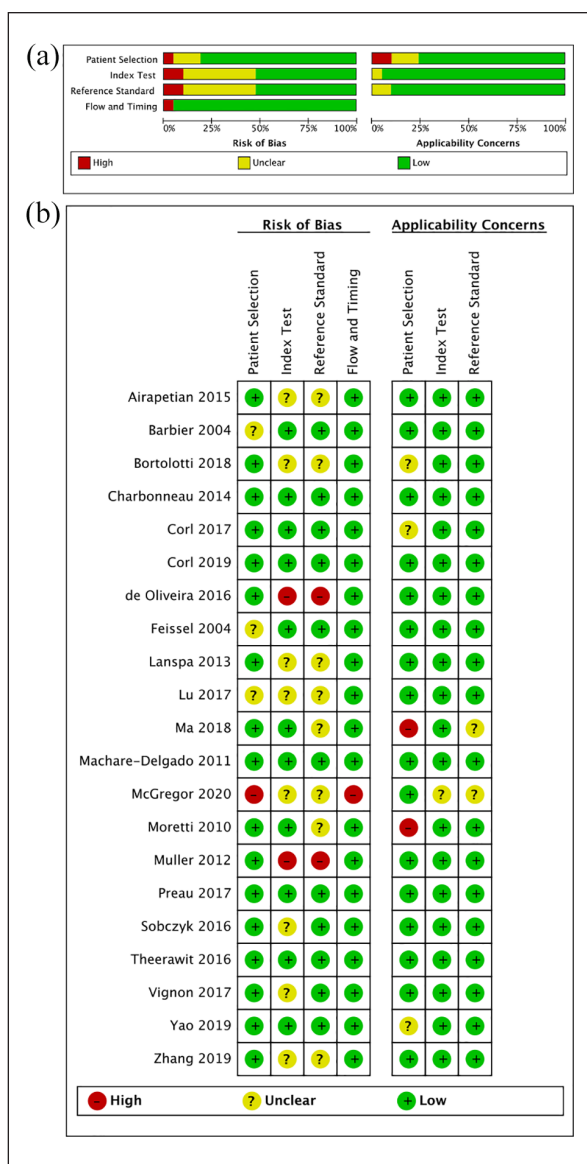 (a)
Patient Selection
Index Test
Reference Standard
Flow and Timing
0% 25% 50% 75% 100% 0% 25% 50% 75% 100%
Risk of Bias Applicability Concerns
High Unclear Low
(b)
Risk of Bias Applicability Concerns
Patient Selection Index Test Reference Standard Flow and Timing Patient Selection Index Test Reference Standard
Airapetian 2015 + ? ? + + + +
Barbier 2004 ? + + + + + +
Bortolotti 2018 + ? ? + ? + +
Charbonneau 2014 + + + + + + +
Corl 2017 + + + + ? + +
Corl 2019 + + + + + + +
de Oliveira 2016 + - - + + + +
Feissel 2004 ? + + + + + +
Lanspa 2013 + ? ? + + + +
Lu 2017 ? ? ? + + + +
Ma 2018 + + ? + - + ?
Machare-Delgado 2011 + + + + + + +
McGregor 2020 - ? ? - + ? ?
Moretti 2010 + + ? + - + +
Muller 2012 + - - + + + +
Preau 2017 + + + + + + +
Sobczyk 2016 + ? + + + + +
Theerawit 2016 + + + + + + +
Vignon 2017 + ? + + + + +
Yao 2019 + + + + ? + +
Zhang 2019 + ? ? + + + +
- High ? Unclear + Low